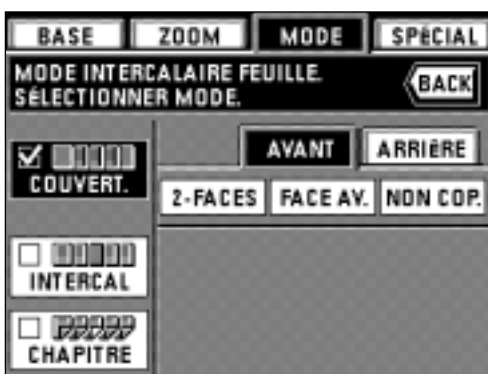 BASE ZOOM MODE SPÉCIAL
MODE INTERCALAIRE FEUILLE.
SÉLECTIONNER MODE.
BACK
AVANT ARRIÈRE
COUVERT.
2-FACES FACE AV. NON COP.
INTERCAL
CHAPITRE